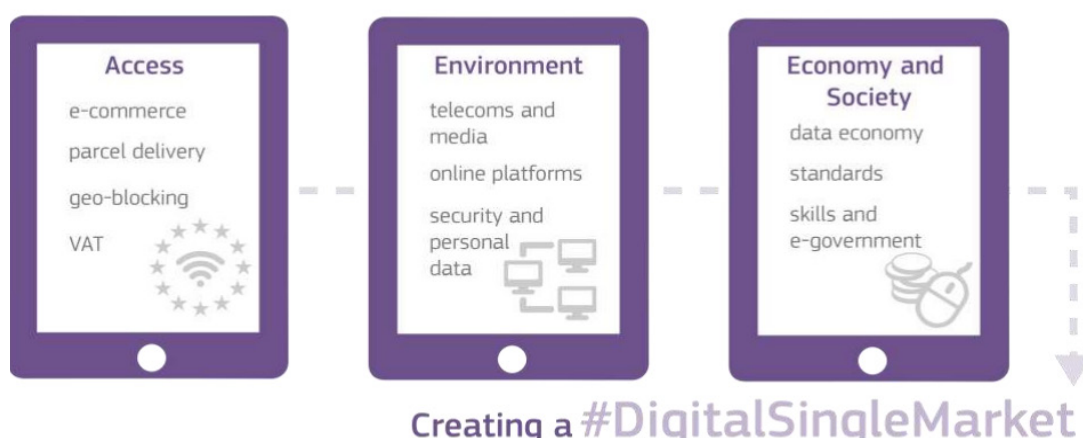 Access
e-commerce
parcel delivery
geo-blocking
VAT
Environment
telecoms and
media
online platforms
security and
personal
data
Economy and
Society
data economy
standards
skills and
e-government
Creating a #DigitalSingleMarket